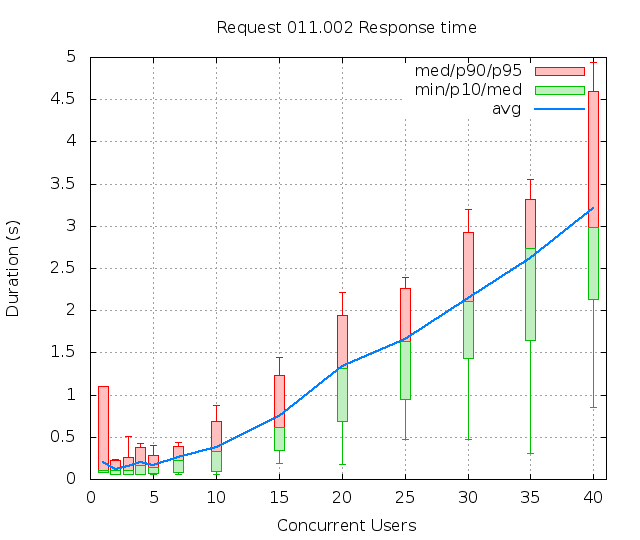 Request 011.002 Response time
med/p90/p95
min/p10/med
avg
5
4.5
4
3.5
3
2.5
2
1.5
1
0.5
0
Duration (s)
0 5 10 15 20 25 30 35 40
Concurrent Users